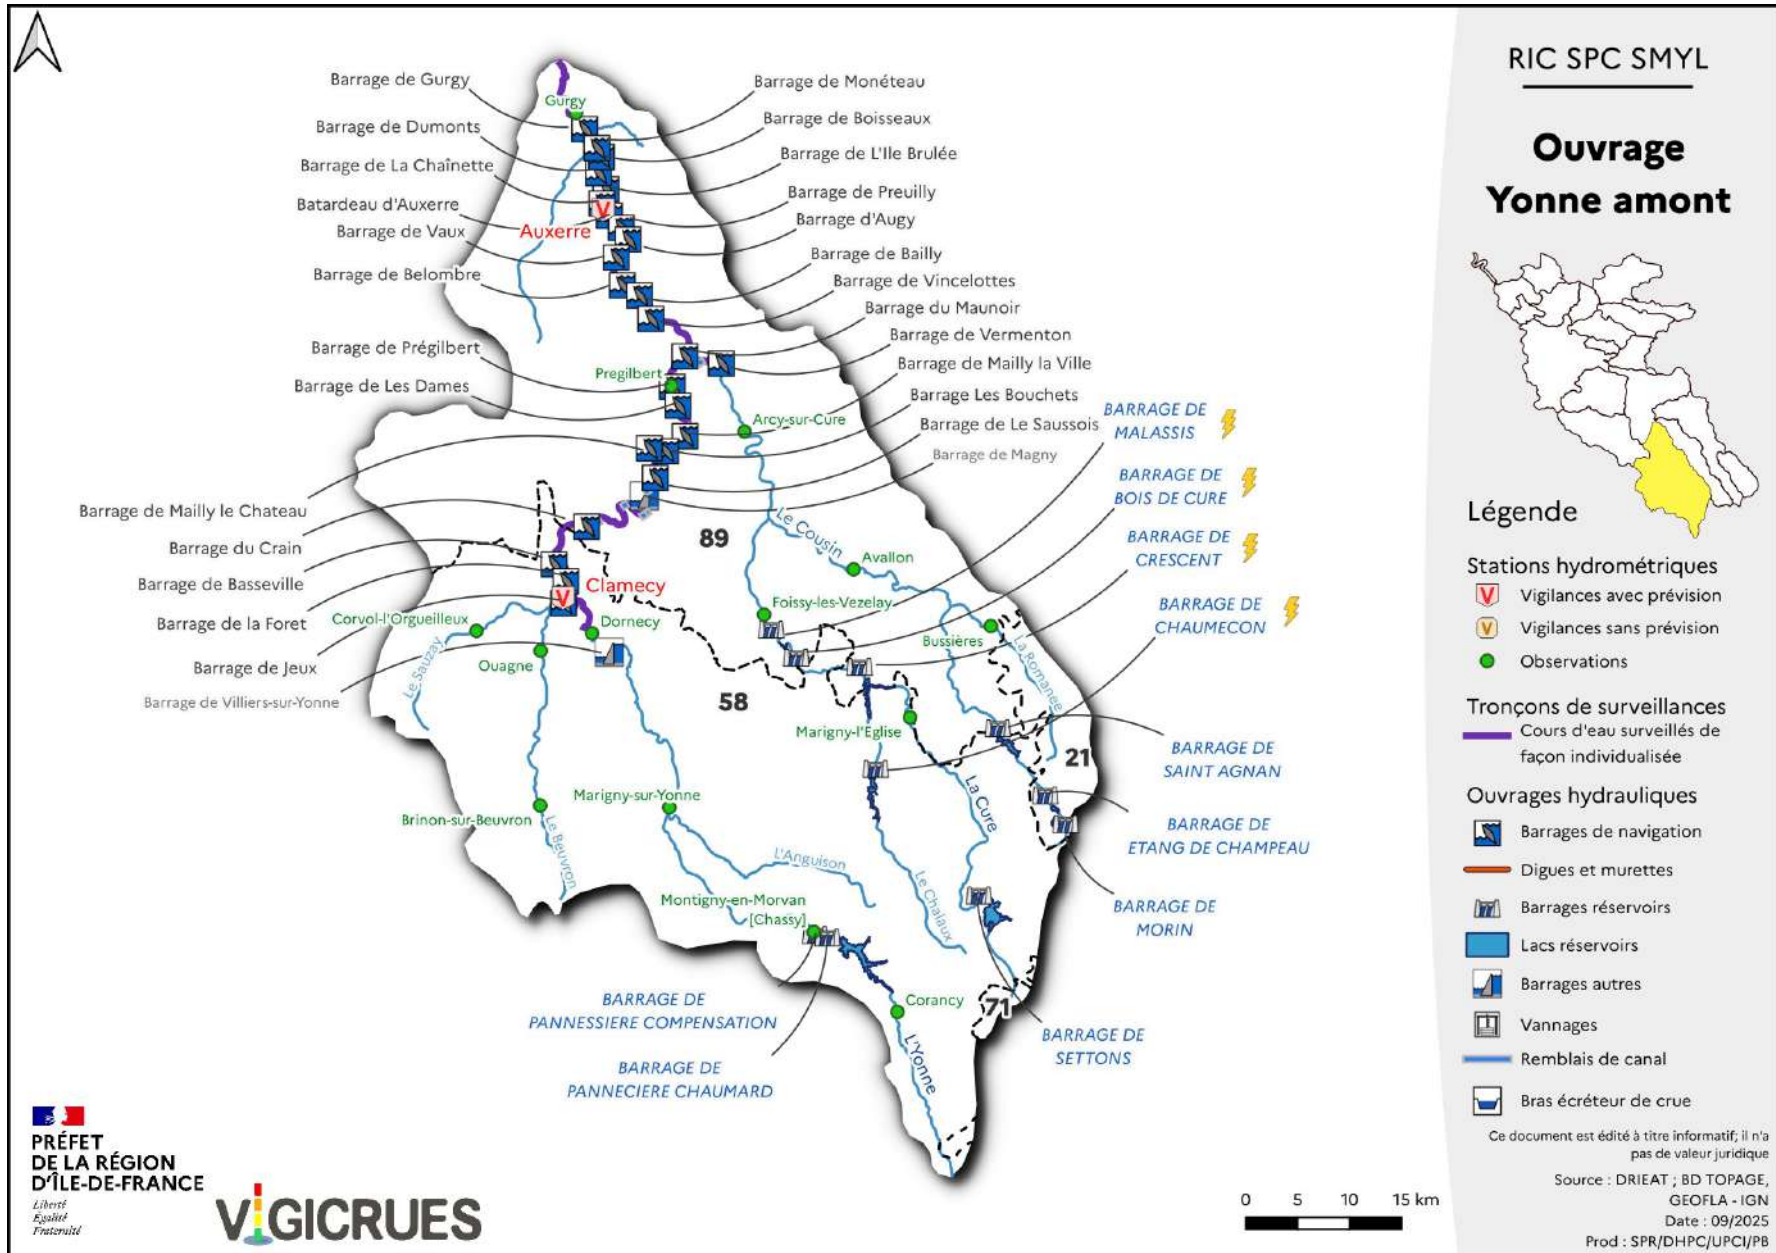 RIC SPC SMYL
Ouvrage
Yonne amont
Barrage de Gurgy
Barrage de Dumonts
Barrage de La Chaînette
Batardeau d'Auxerre
Barrage de Vaux
Barrage de Belombre
Barrage de Prégilbert
Barrage de Les Dames
Barrage de Mailly le Chateau
Barrage du Crain
Barrage de Basseville
Barrage de la Foret
Barrage de Jeux
Barrage de Villiers-sur-Yonne
Barrage de Monéteau
Barrage de Boisseaux
Barrage de L'Ile Brulée
Barrage de Preuilly
Barrage d'Augy
Barrage de Bailly
Barrage de Vincelottes
Barrage du Maunoir
Barrage de Vermenton
Barrage de Mailly la Ville
Barrage Les Bouchets
Barrage de Le Saussois
Barrage de Magny
BARRAGE DE
MALASSIS
BARRAGE DE
BOIS DE CURE
BARRAGE DE
CRESCENT
BARRAGE DE
CHAUMECON
BARRAGE DE
SAINT AGNAN
BARRAGE DE
ETANG DE CHAMPEAU
BARRAGE DE
MORIN
BARRAGE DE
SETTONS
BARRAGE DE
PANNESSIERE COMPENSATION
BARRAGE DE
PANNECIERE CHAUMARD
Gurgy
V
Auxerre
Pregilbert
Arcy-sur-Cure
89
Le Cousin
Avallon
Clamecy
V
Foissy-les-Vezelay
Corvol-l'Orgueilleux
Dornecy
Bussières
La Romanee
Ouagne
Le Sauzay
58
Marigny-l'Eglise
21
La Cure
Marigny-sur-Yonne
Brinon-sur-Beuvron
Le Beuvron
L'Anguison
Le Chalaux
Montigny-en-Morvan
[Chassy]
Corancy
71
L'Yonne
Légende
Stations hydrométriques
V Vigilances avec prévision
V Vigilances sans prévision
Observations
Tronçons de surveillances
Cours d'eau surveillés de
façon individualisée
Ouvrages hydrauliques
Barrages de navigation
Digues et murettes
Barrages réservoirs
Lacs réservoirs
Barrages autres
Vannages
Remblais de canal
Bras écréteur de crue
Ce document est édité à titre informatif; il n'a
pas de valeur juridique
Source : DRIEAT ; BD TOPAGE,
GEOFLA - IGN
Date : 09/2025
Prod : SPR/DHPC/UPCI/PB
0 5 10 15 km
PRÉFET
DE LA RÉGION
D'ÎLE-DE-FRANCE
Liberté
Égalité
Fraternité
VIGICRUES